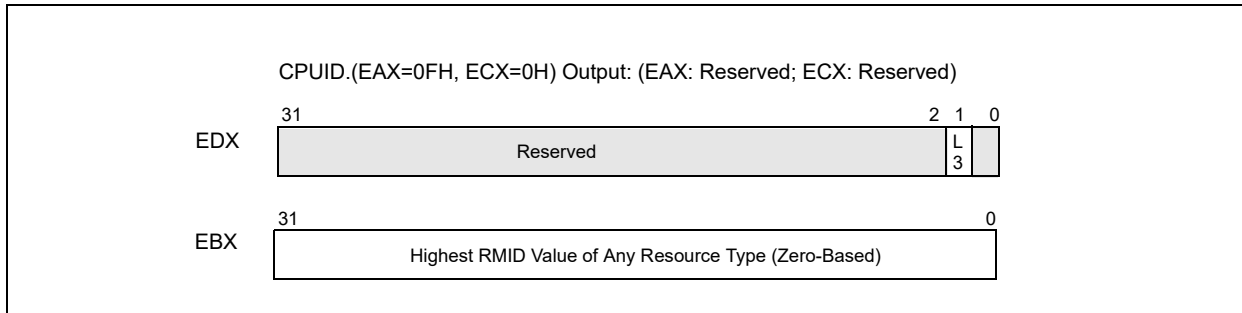 CPUID.(EAX=0FH, ECX=0H) Output: (EAX: Reserved; ECX: Reserved)
31 2 1 0
EDX Reserved L
3
31 0
EBX Highest RMID Value of Any Resource Type (Zero-Based)